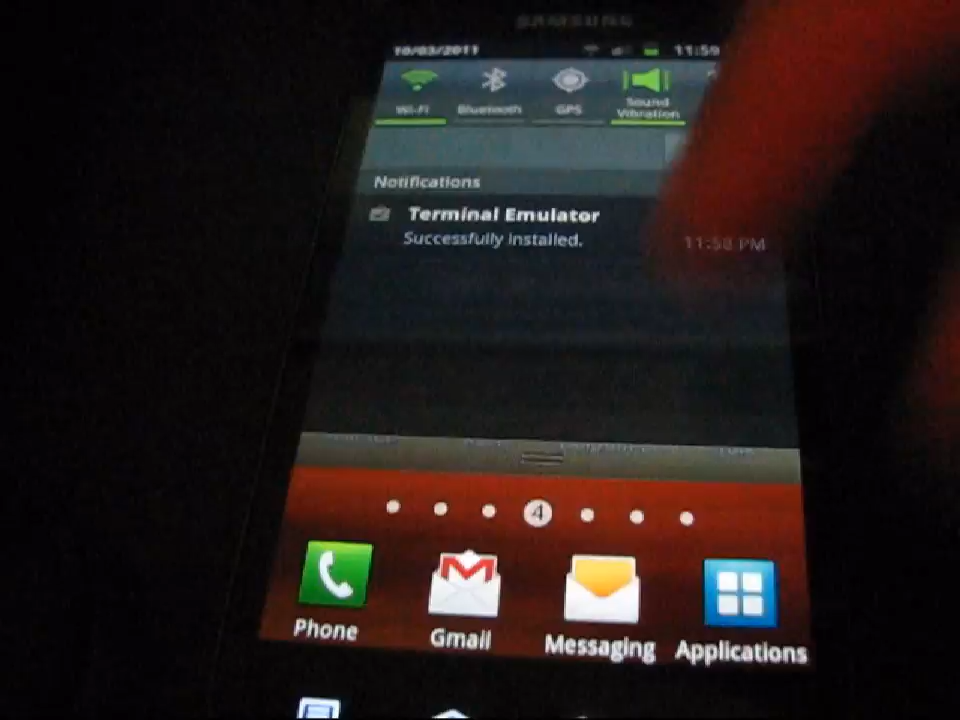 SAMSUNG
10/03/2011 11:59
Wi-Fi Bluetooth GPS Sound
Vibration
Notifications
Terminal Emulator
Successfully installed.
11:58 PM
4
Phone Gmail Messaging Applications